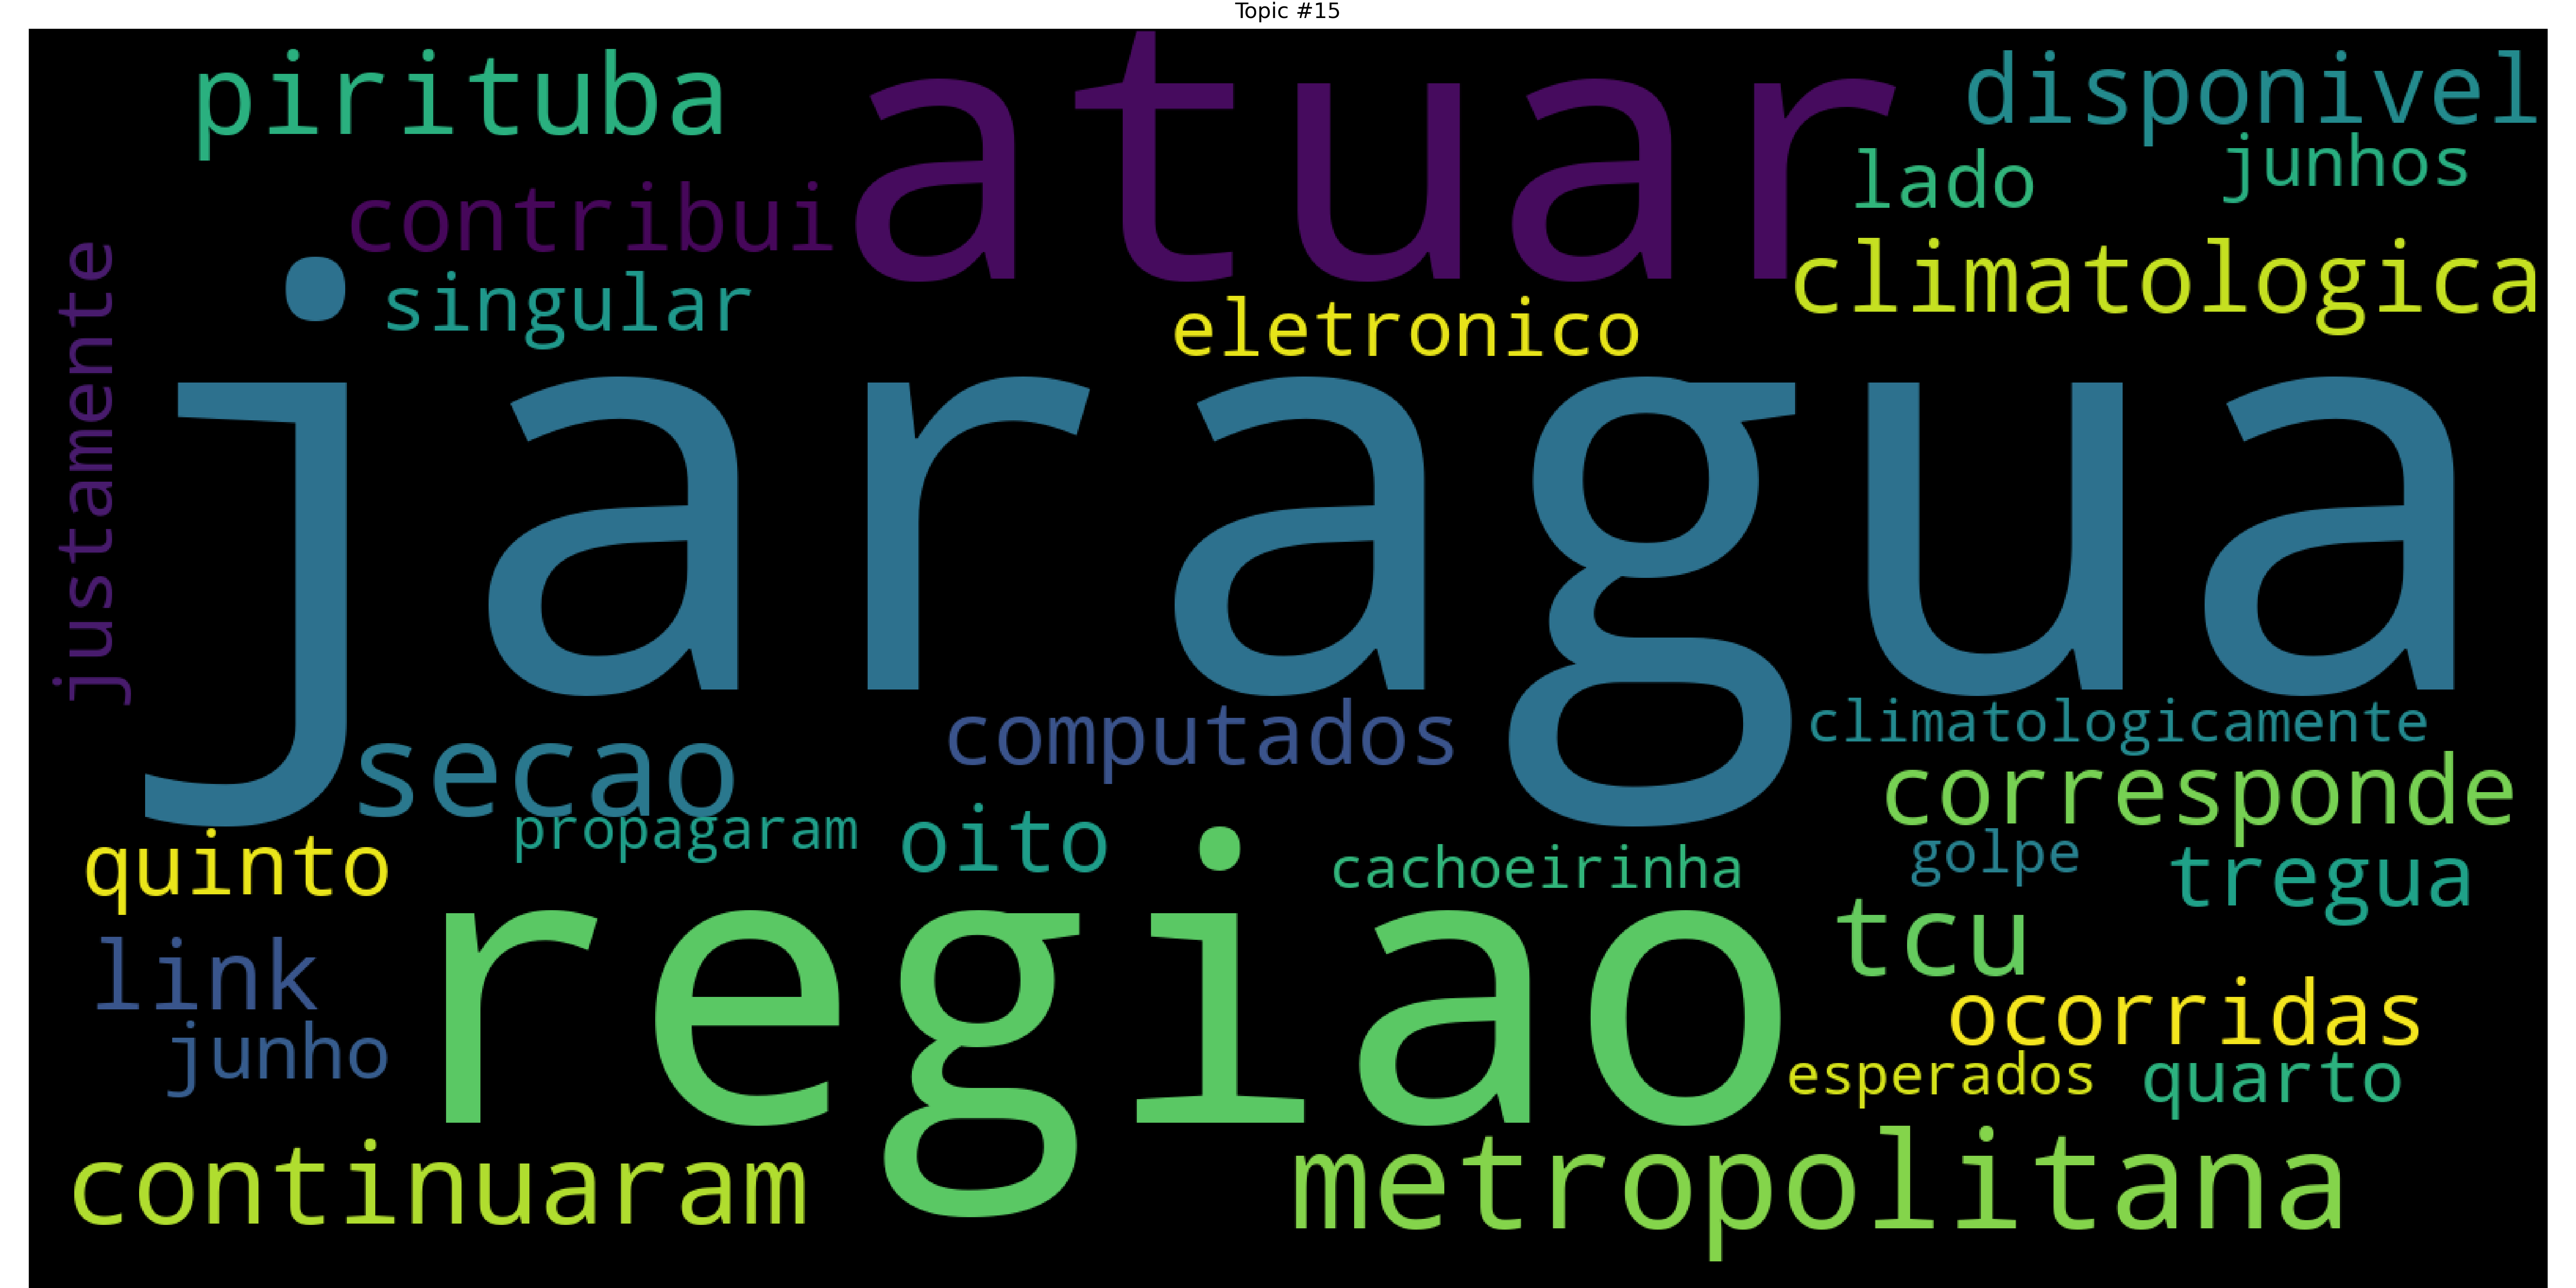 Topic #15
pirituba
atuar
disponivel
lado
junhos
contribui
justamente
singular
eletronico
climatologica
jaragua
secao
computados
climatologicamente
corresponde
propagaram
oito
quinto
cachoeirinha
golpe
tregua
regiao
tcu
link
ocorridas
junho
esperados
quarto
continuaram
metropolitana